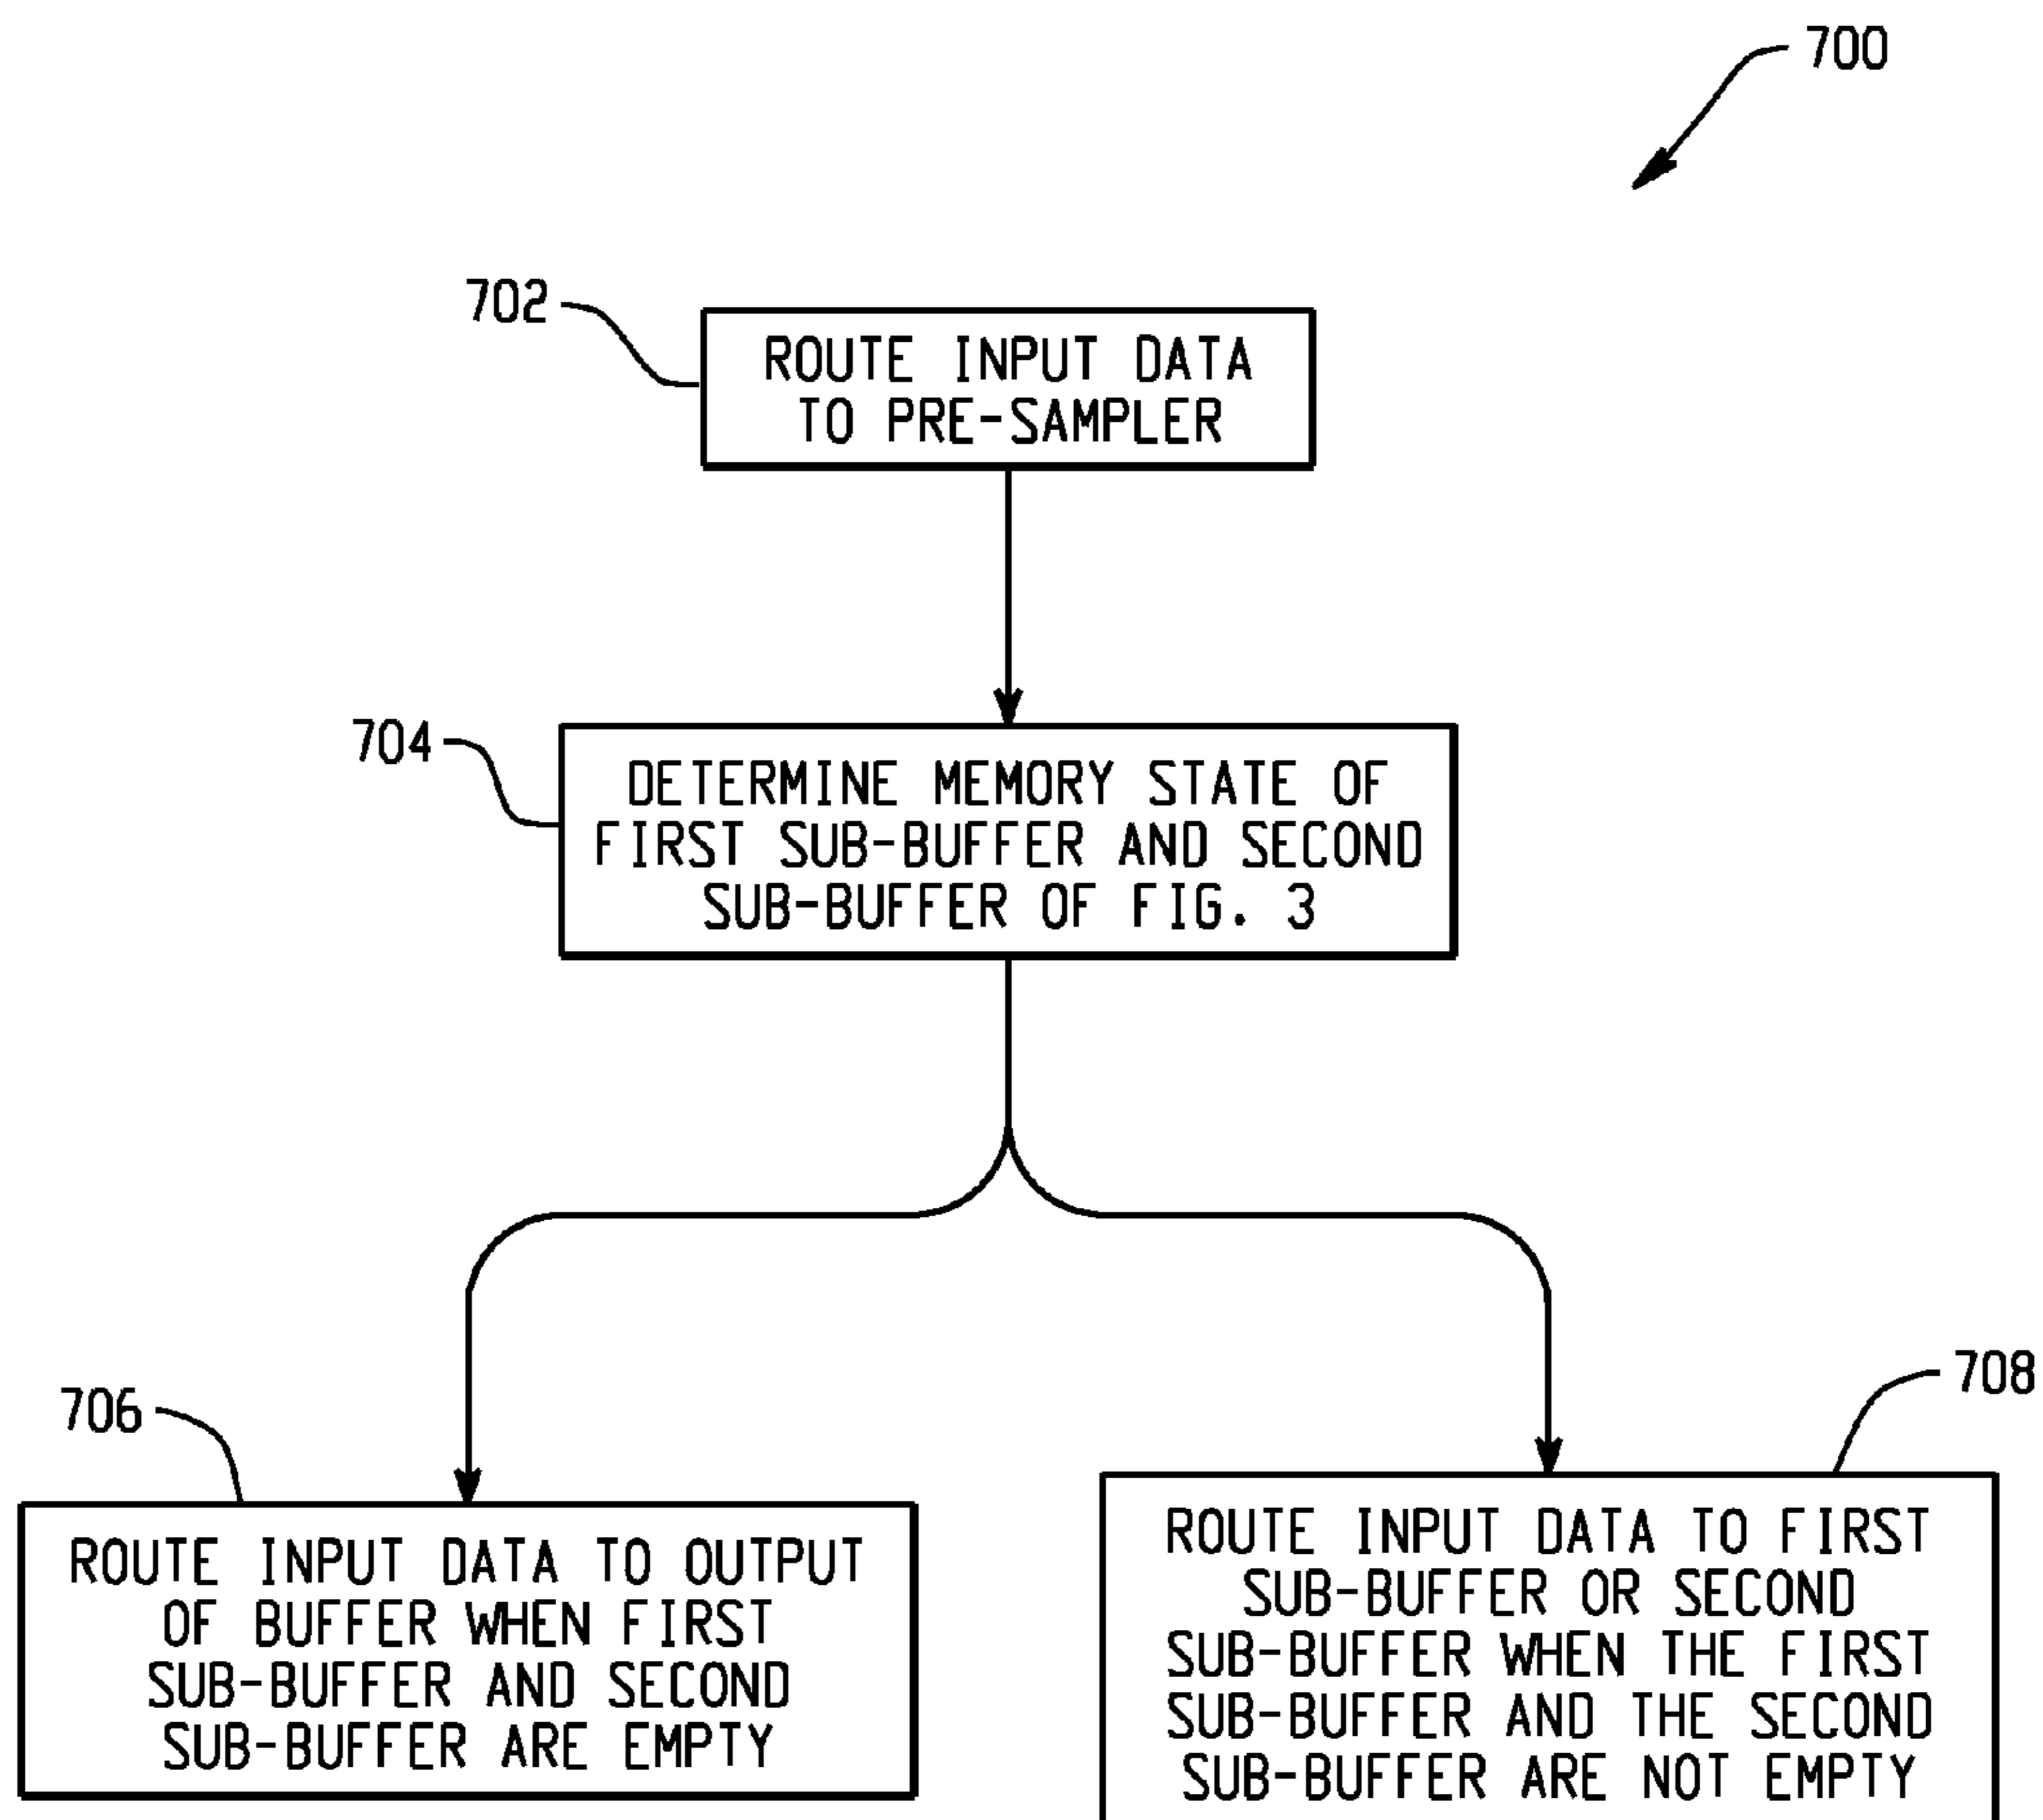 700
702
ROUTE INPUT DATA
TO PRE-SAMPLER
704
DETERMINE MEMORY STATE OF
FIRST SUB-BUFFER AND SECOND
SUB-BUFFER OF FIG. 3
706
ROUTE INPUT DATA TO OUTPUT
OF BUFFER WHEN FIRST
SUB-BUFFER AND SECOND
SUB-BUFFER ARE EMPTY
708
ROUTE INPUT DATA TO FIRST
SUB-BUFFER OR SECOND
SUB-BUFFER WHEN THE FIRST
SUB-BUFFER AND THE SECOND
SUB-BUFFER ARE NOT EMPTY